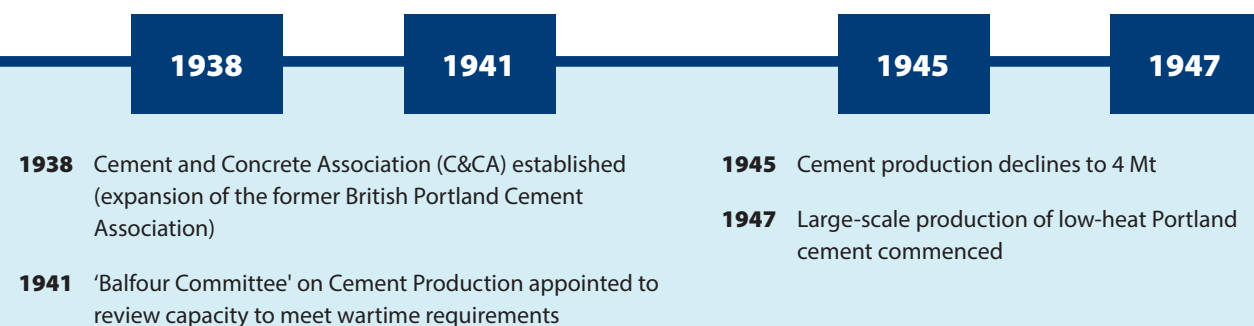 1938 1941 1945 1947
1938 Cement and Concrete Association (C&CA) established
(expansion of the former British Portland Cement
Association)
1941 ‘Balfour Committee' on Cement Production appointed to
review capacity to meet wartime requirements
1945 Cement production declines to 4 Mt
1947 Large-scale production of low-heat Portland
cement commenced